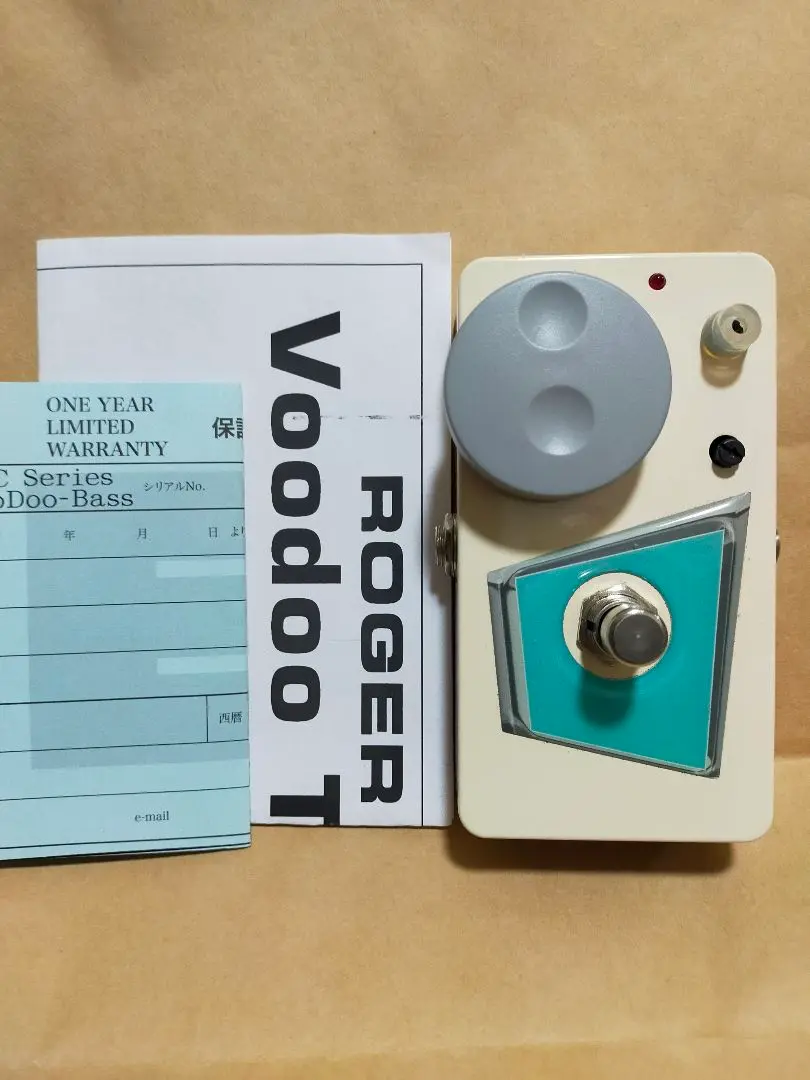 ROGER
Voodoo T
ONE YEAR
LIMITED
WARRANTY
保証
C Series
oDoo-Bass
シリアルNo.
年 月 日 より
西暦
e-mail